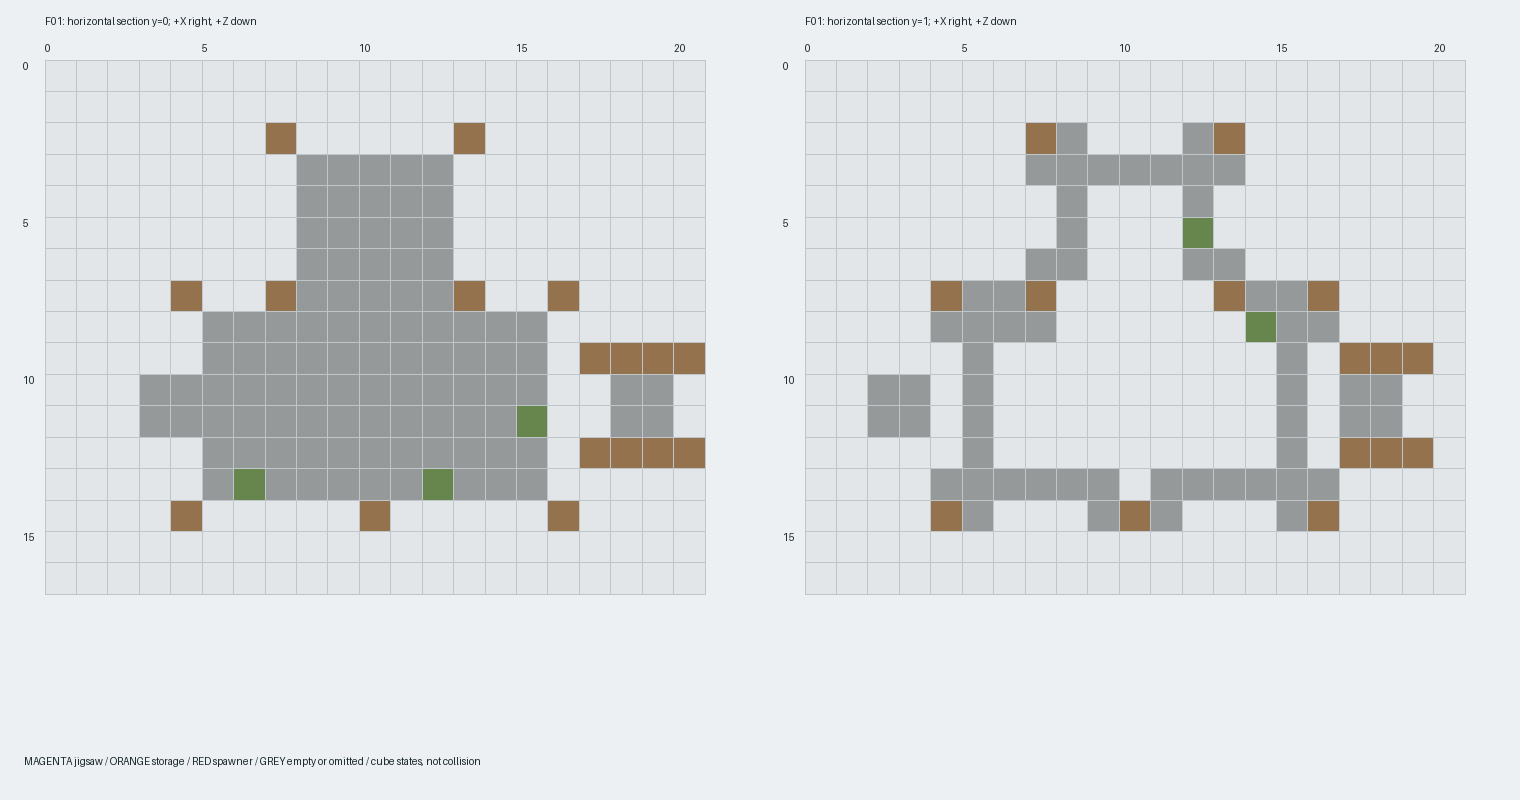 F01: horizontal section y=0; +X right, +Z down
F01: horizontal section y=1; +X right, +Z down
0 5 10 15 20
0 5 10 15 20
0
0
5
5
10
10
15
15
MAGENTA jigsaw / ORANGE storage / RED spawner / GREY empty or omitted / cube states, not collision